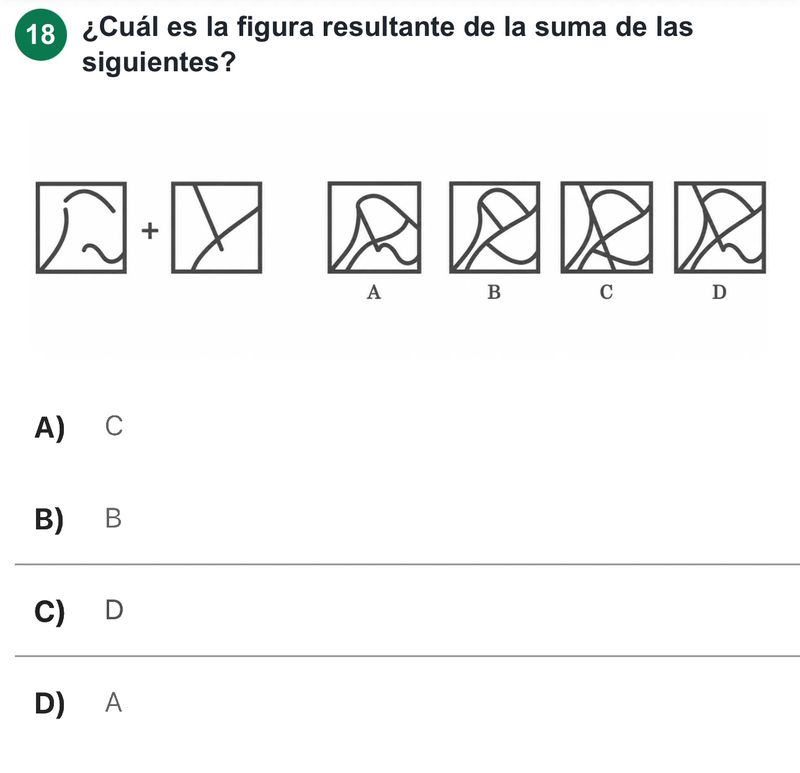 18 ¿Cuál es la figura resultante de la suma de las
siguientes?
+
A B C D
A) C
B) B
C) D
D) A